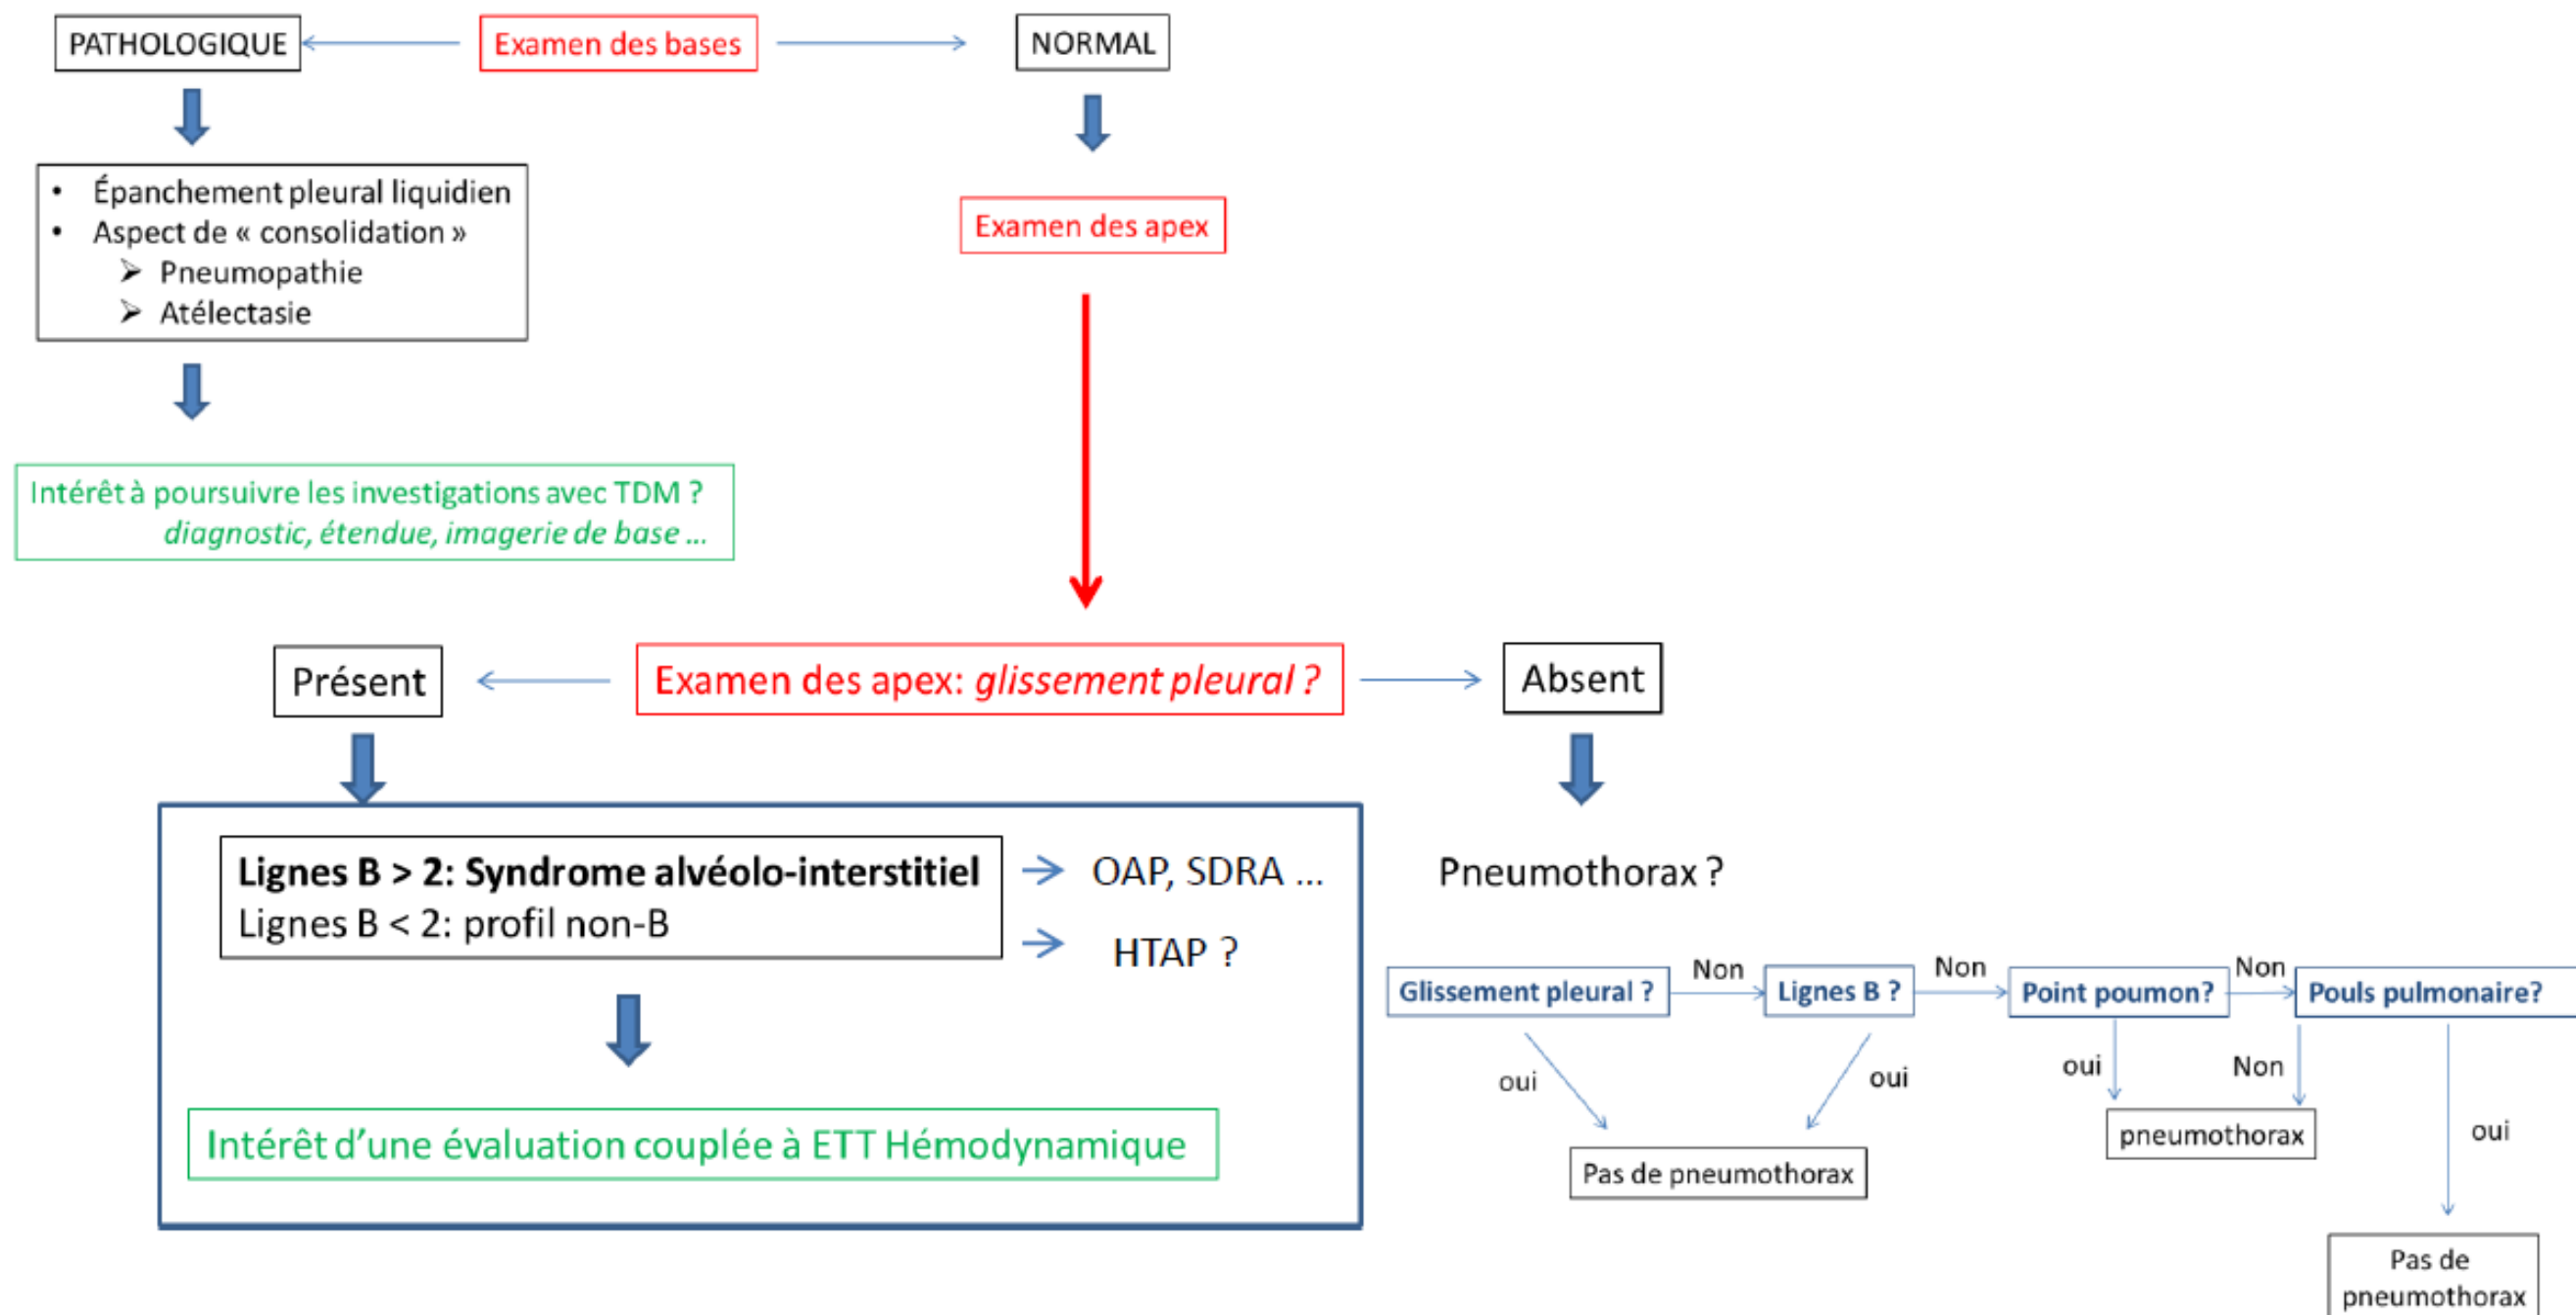 PATHOLOGIQUE
Examen des bases
NORMAL
• Épanchement pleural liquidien
• Aspect de « consolidation »
➢ Pneumopathie
➢ Atélectasie
Examen des apex
Intérêt à poursuivre les investigations avec TDM ?
diagnostic, étendue, imagerie de base ...
Présent
Examen des apex: glissement pleural ?
Absent
Lignes B > 2: Syndrome alvéolo-interstitiel
OAP, SDRA ...
Lignes B < 2: profil non-B
HTAP ?
Intérêt d’une évaluation couplée à ETT Hémodynamique
Pneumothorax ?
Glissement pleural ?
Non
Lignes B ?
Non
Point poumon?
Non
Pouls pulmonaire?
oui
oui
oui
Non
oui
Pas de pneumothorax
pneumothorax
Pas de
pneumothorax